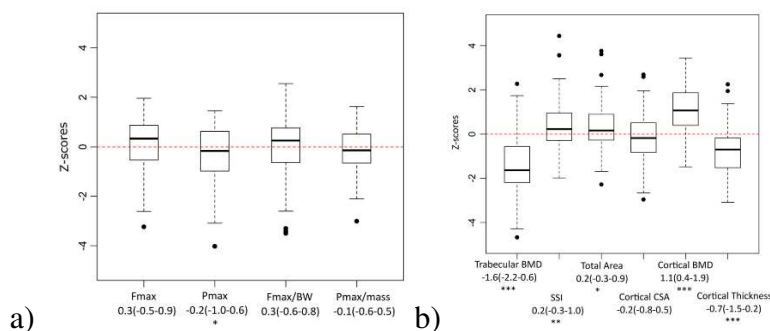 a)
Z-scores
4
2
0
-2
-4
Fmax Pmax Fmax/BW Pmax/mass
0.3(-0.5-0.9) -0.2(-1.0-0.6) 0.3(-0.6-0.8) -0.1(-0.6-0.5)
*
b)
Z-scores
4
2
0
-2
-4
Trabecular BMD Total Area Cortical BMD
-1.6(-2.2-0.6) 0.2(-0.3-0.9) 1.1(0.4-1.9)
*** * ***
SSI Cortical CSA Cortical Thickness
0.2(-0.3-1.0) -0.2(-0.8-0.5) -0.7(-1.5-0.2)
** ***